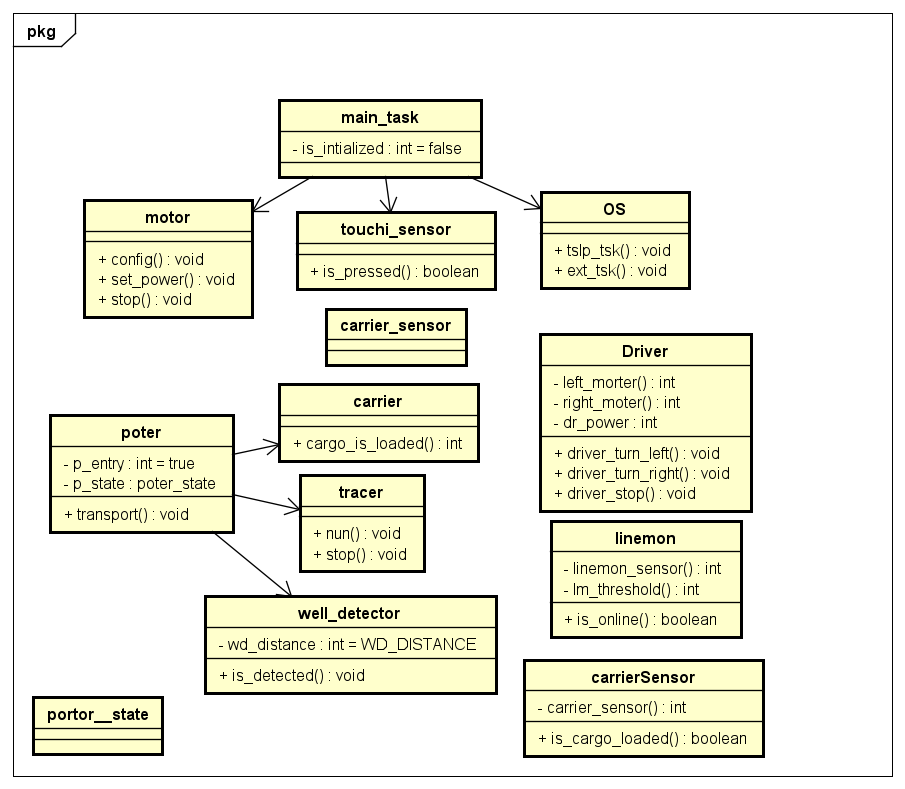 pkg
main_task
- is_intialized : int = false
motor
+ config() : void
+ set_power() : void
+ stop() : void
touchi_sensor
+ is_pressed() : boolean
OS
+ tslp_tsk() : void
+ ext_tsk() : void
carrier_sensor
Driver
- left_morter() : int
- right_moter() : int
- dr_power : int
+ driver_turn_left() : void
+ driver_turn_right() : void
+ driver_stop() : void
carrier
+ cargo_is_loaded() : int
poter
- p_entry : int = true
- p_state : poter_state
+ transport() : void
tracer
+ nun() : void
+ stop() : void
linemon
- linemon_sensor() : int
- lm_threshold() : int
+ is_online() : boolean
well_detector
- wd_distance : int = WD_DISTANCE
+ is_detected() : void
carrierSensor
- carrier_sensor() : int
+ is_cargo_loaded() : boolean
portor__state